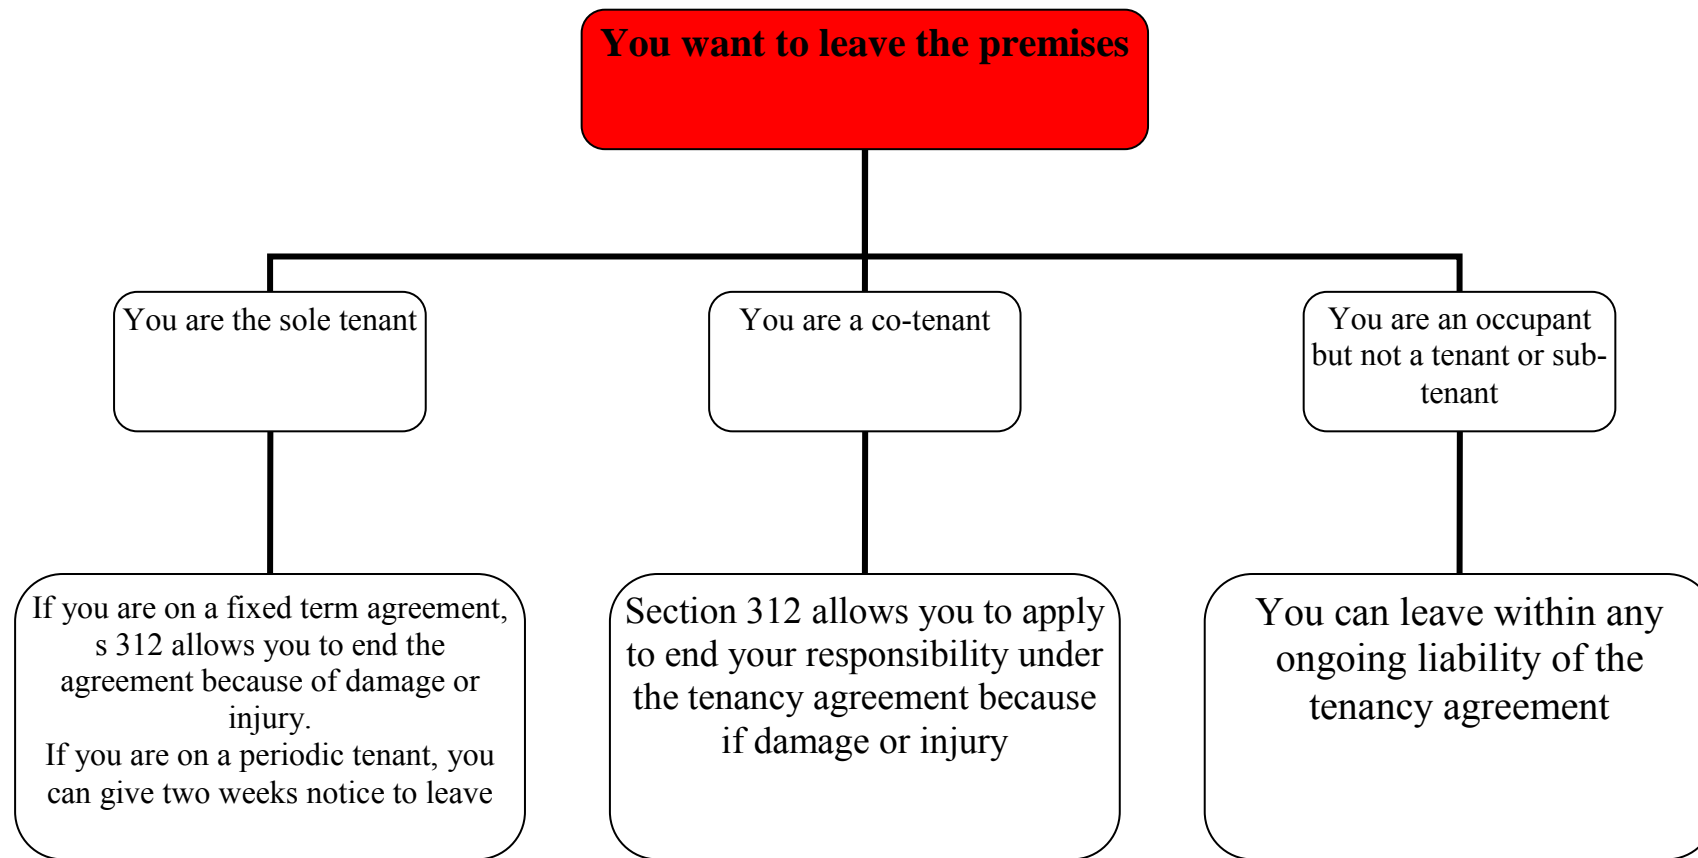 You want to leave the premises
You are the sole tenant
You are a co-tenant
You are an occupant
but not a tenant or sub-
tenant
If you are on a fixed term agreement,
s 312 allows you to end the
agreement because of damage or
injury.
If you are on a periodic tenant, you
can give two weeks notice to leave
Section 312 allows you to apply
to end your responsibility under
the tenancy agreement because
if damage or injury
You can leave within any
ongoing liability of the
tenancy agreement